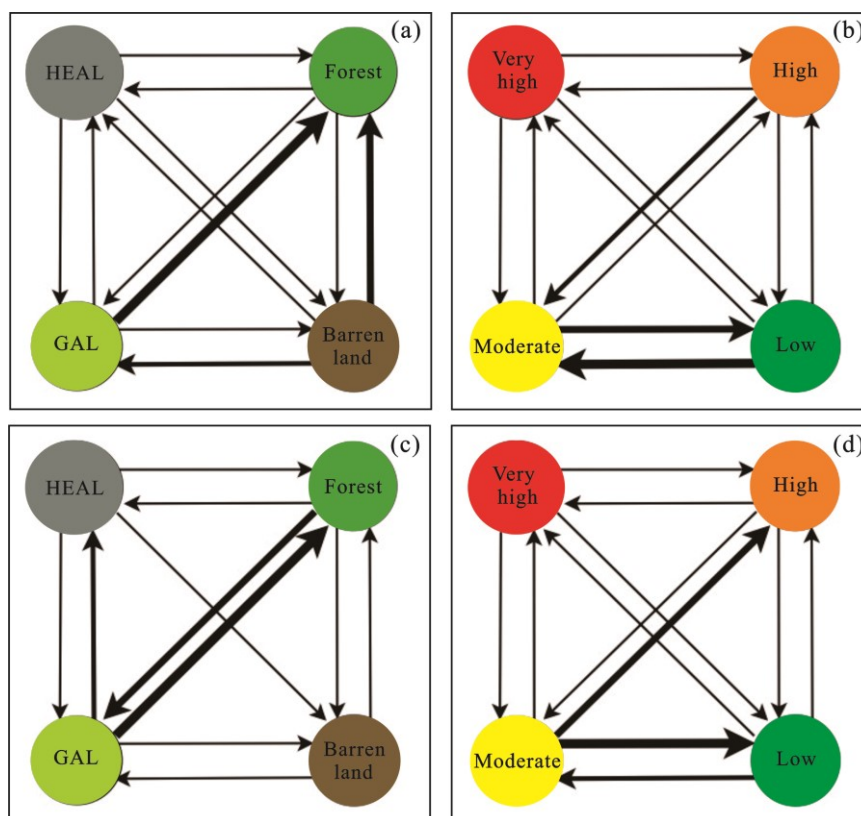 (a)
HEAL
Forest
GAL
Barren
land
(b)
Very
high
High
Moderate
Low
(c)
HEAL
Forest
GAL
Barren
land
(d)
Very
high
High
Moderate
Low